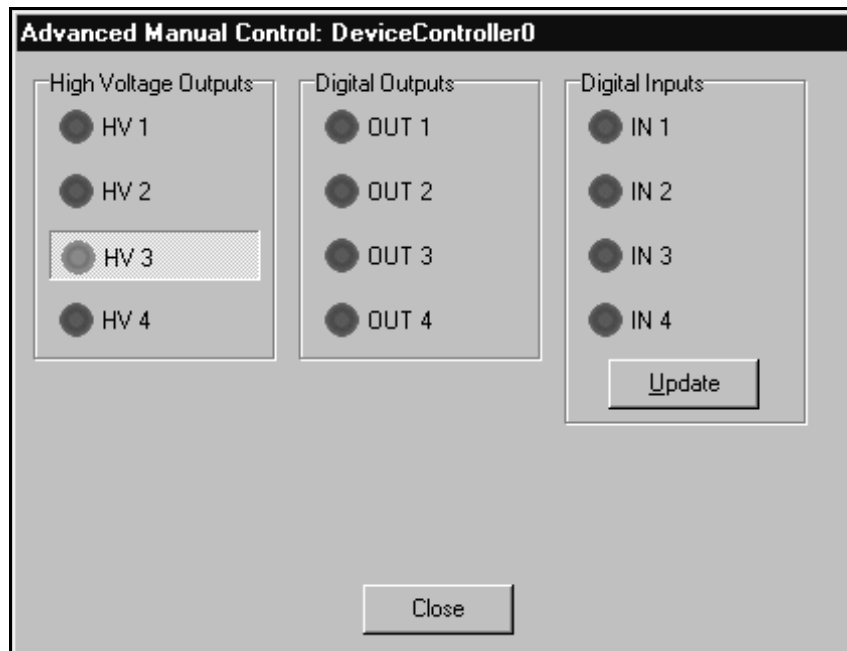 Advanced Manual Control: DeviceController0
High Voltage Outputs
HV 1
HV 2
HV 3
HV 4
Digital Outputs
OUT 1
OUT 2
OUT 3
OUT 4
Digital Inputs
IN 1
IN 2
IN 3
IN 4
Update
Close